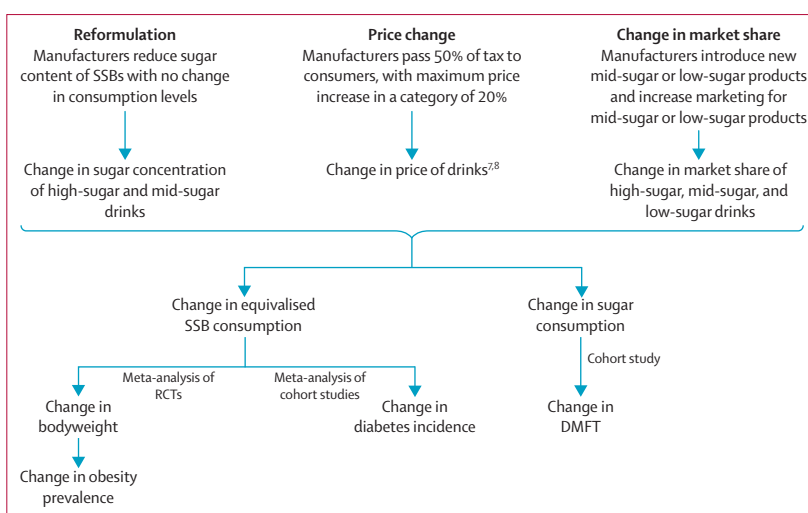 Reformulation
Manufacturers reduce sugar
content of SSBs with no change
in consumption levels
Price change
Manufacturers pass 50% of tax to
consumers, with maximum price
increase in a category of 20%
Change in market share
Manufacturers introduce new
mid-sugar or low-sugar products
and increase marketing for
mid-sugar or low-sugar products
Change in sugar concentration
of high-sugar and mid-sugar
drinks
Change in price of drinks7,8
Change in market share of
high-sugar, mid-sugar, and
low-sugar drinks
Change in equivalised
SSB consumption
Change in sugar
consumption
Meta-analysis of
RCTs
Meta-analysis of
cohort studies
Cohort study
Change in
bodyweight
Change in
diabetes incidence
Change in
DMFT
Change in obesity
prevalence